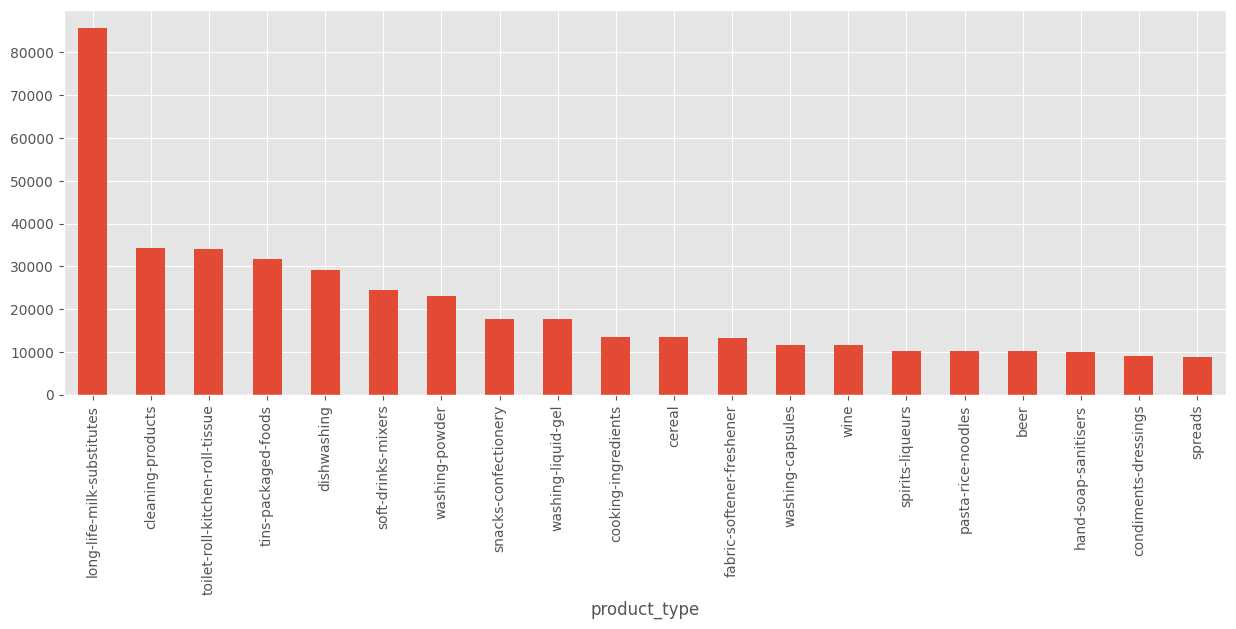 80000
70000
60000
50000
40000
30000
20000
10000
0
long-life-milk-substitutes
cleaning-products
toilet-roll-kitchen-roll-tissue
tins-packaged-foods
dishwashing
soft-drinks-mixers
washing-powder
snacks-confectionery
washing-liquid-gel
cooking-ingredients
cereal
fabric-softener-freshener
washing-capsules
wine
spirits-liqueurs
pasta-rice-noodles
beer
hand-soap-sanitisers
condiments-dressings
spreads
product_type